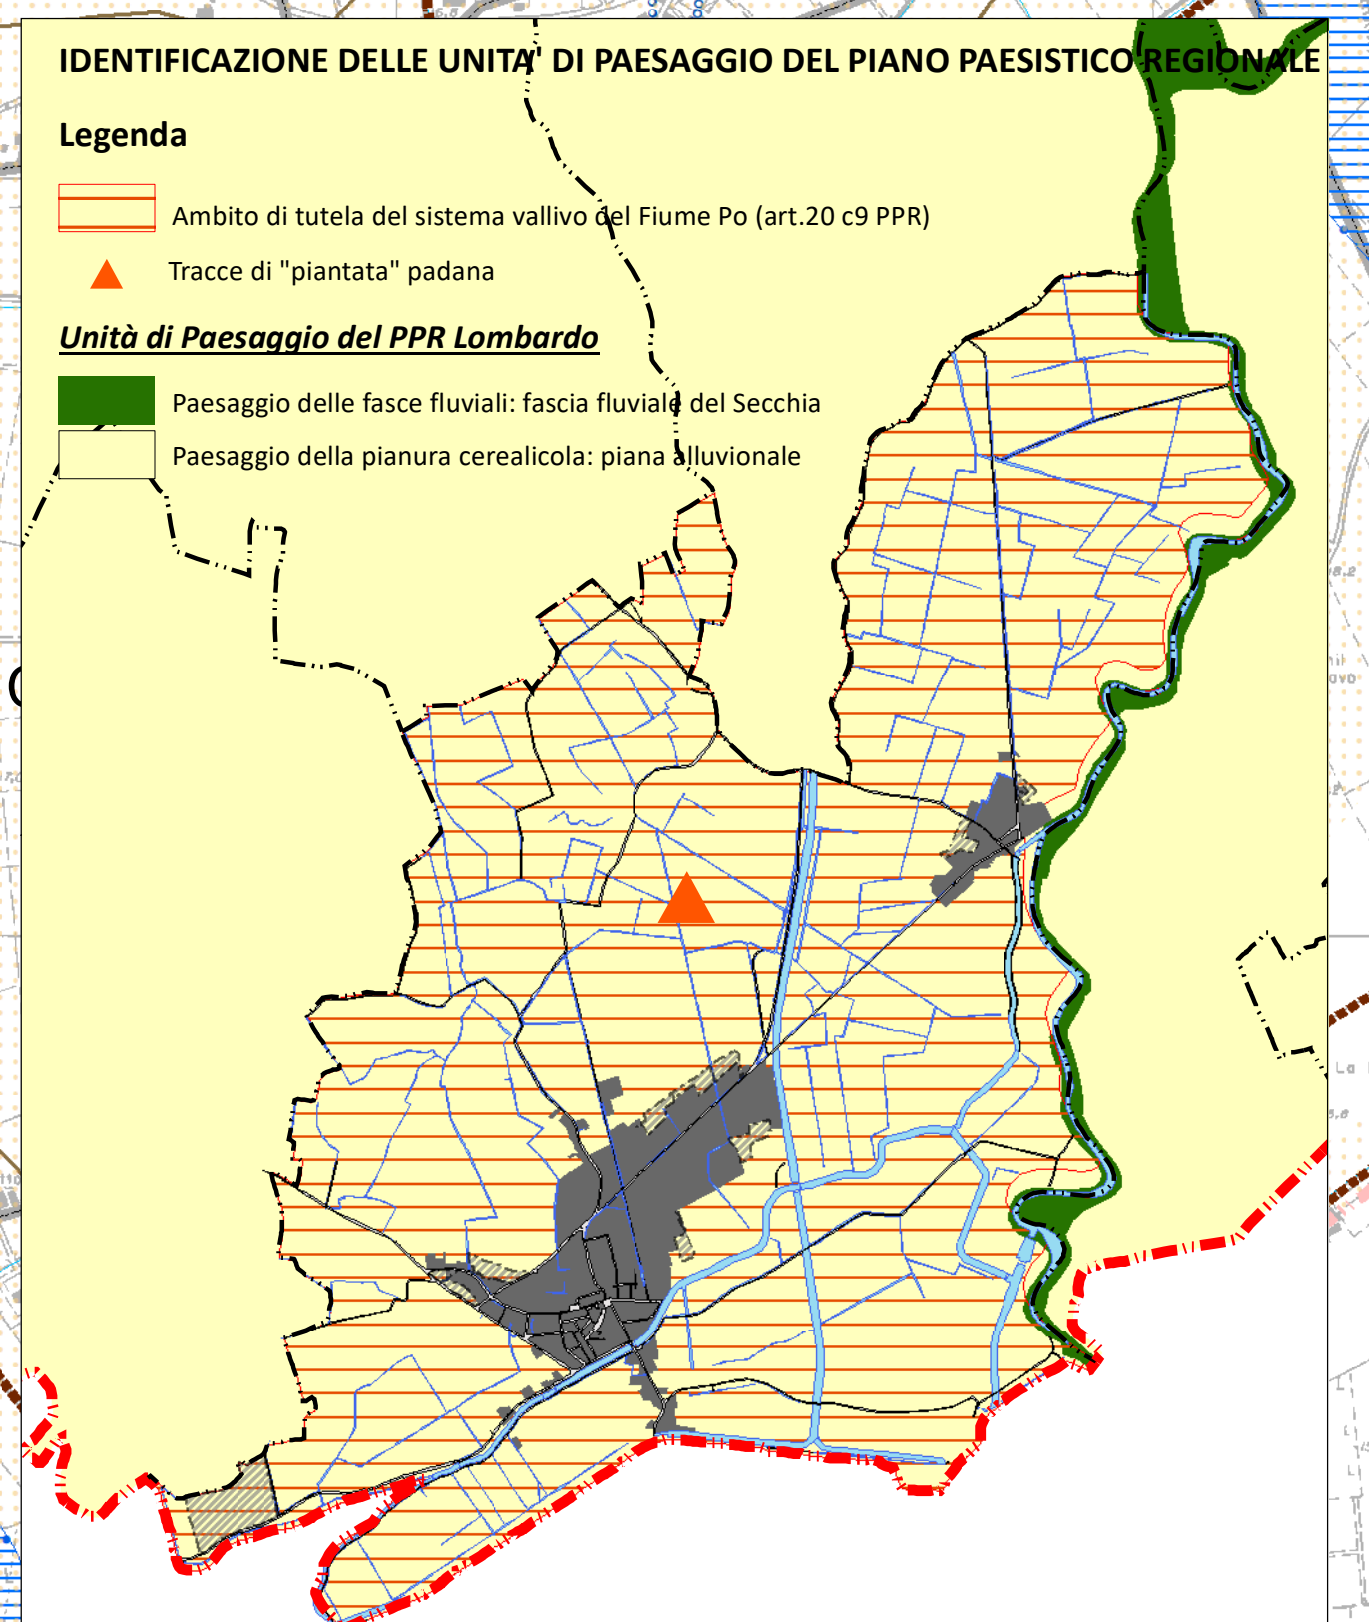 IDENTIFICAZIONE DELLE UNITA' DI PAESAGGIO DEL PIANO PAESISTICO REGIONALE
Legenda
Ambito di tutela del sistema vallivo del Fiume Po (art.20 c9 PPR)
Tracce di "piantata" padana
Unità di Paesaggio del PPR Lombardo
Paesaggio delle fasce fluviali: fascia fluviale del Secchia
Paesaggio della pianura cerealicola: piana alluvionale